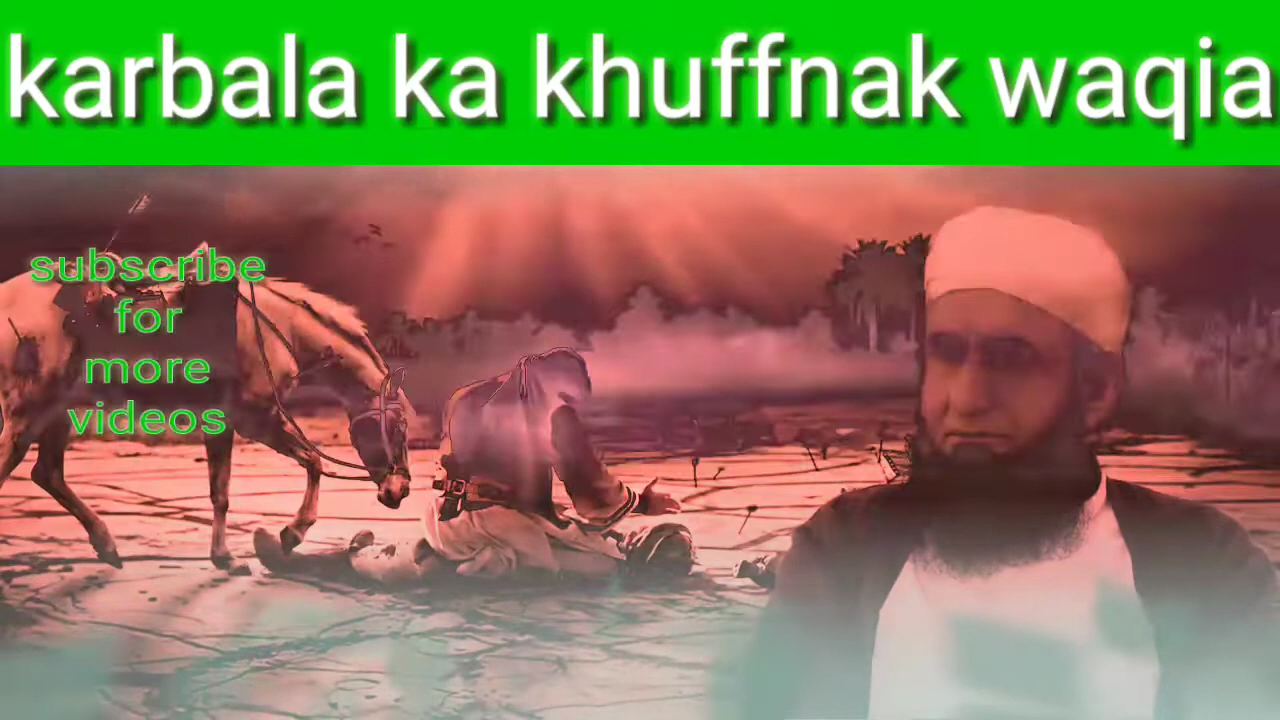 karbala ka khuffnak waqia
subscribe
for
more
videos